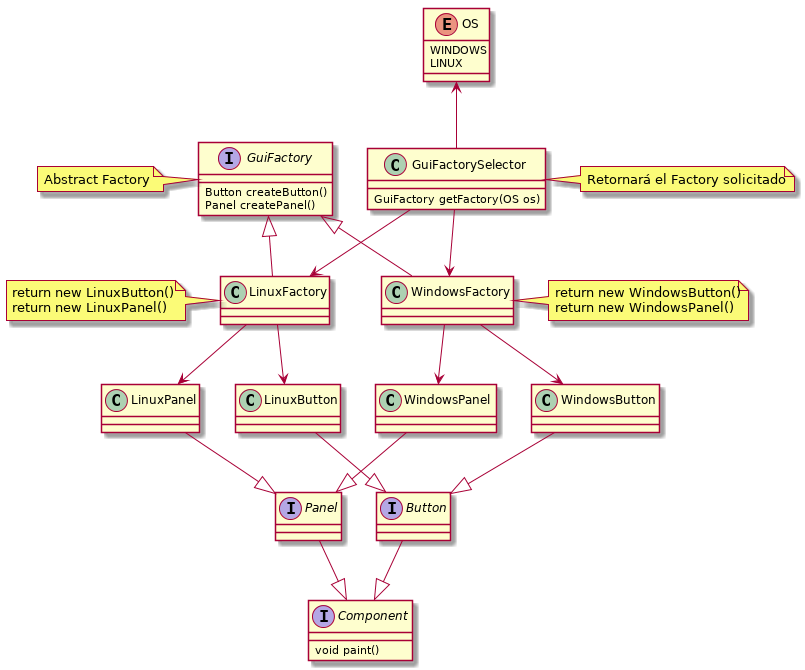 E OS
WINDOWS
LINUX
I GuiFactory
Button createButton()
Panel createPanel()
Abstract Factory
C GuiFactorySelector
GuiFactory getFactory(OS os)
Retornará el Factory solicitado
return new LinuxButton()
return new LinuxPanel()
C LinuxFactory
C WindowsFactory
return new WindowsButton()
return new WindowsPanel()
C LinuxPanel
C LinuxButton
C WindowsPanel
C WindowsButton
I Panel
I Button
I Component
void paint()